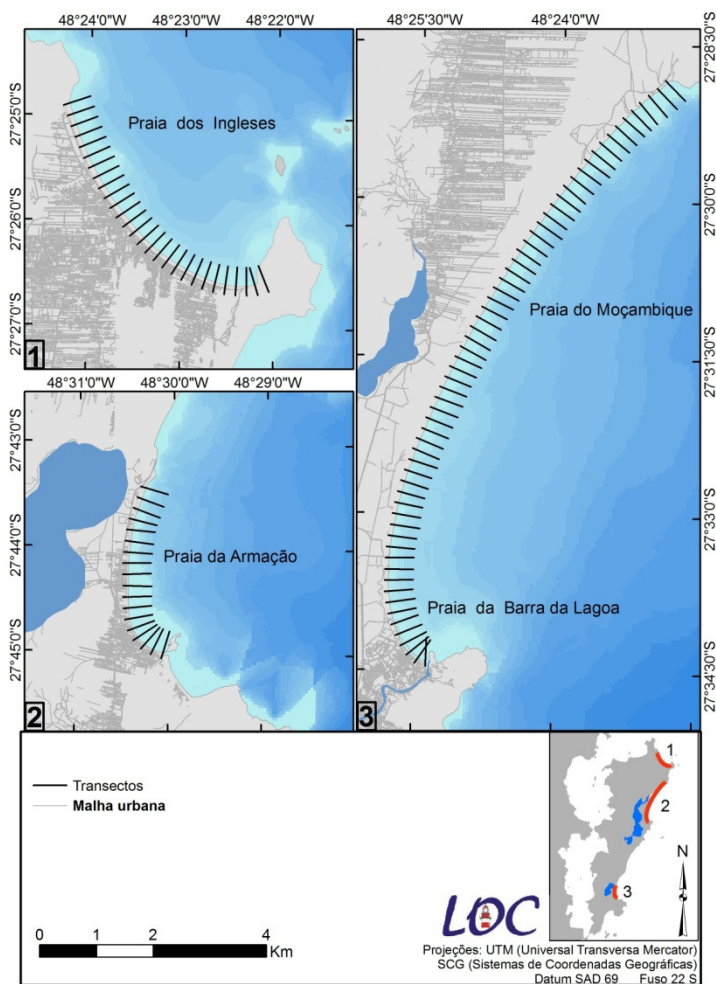 48°24'0"W 48°23'0"W 48°22'0"W
27°25'0"S
27°26'0"S
27°27'0"S
Praia dos Ingleses
1
48°31'0"W 48°30'0"W 48°29'0"W
27°43'0"S
27°44'0"S
27°45'0"S
Praia da Armação
2
48°25'30"W 48°24'0"W
27°28'30"S
27°30'0"S
27°31'30"S
27°33'0"S
27°34'30"S
Praia do Moçambique
Praia da Barra da Lagoa
3
Transectos
Malha urbana
0 1 2 4
Km
1
2
3
N
LOC
Projeções: UTM (Universal Transversa Mercator)
SCG (Sistemas de Coordenadas Geográficas)
Datum SAD 69 Fuso 22 S